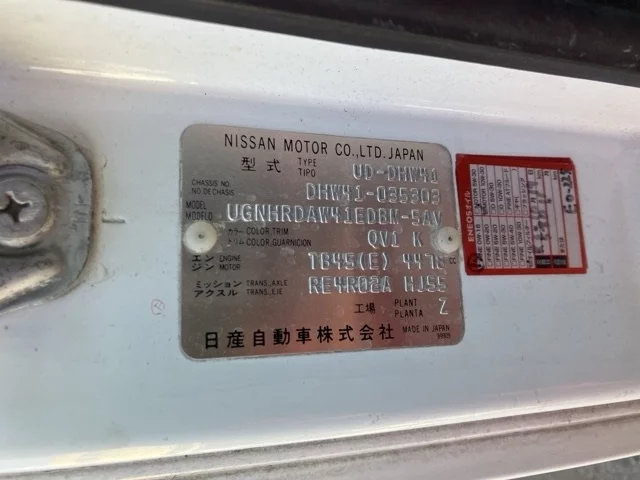 NISSAN MOTOR CO., LTD. JAPAN
型式 TYPE TIPO UD-DHW41
CHASSIS NO. NO DE CHASSIS DHW41-035303
MODEL MODELO UGNHRDAW41EDBK-5AV
カラー COLOR, TRIM
トリム COLOR, GUARNICION QV1 K
エンジン ENGINE MOTOR TB45(E) 4478 CC
ミッション TRANS., AXLE
アクスル TRANS., EJE RE4R02A HJ55
工場 PLANT PLANTA Z
日産自動車株式会社 MADE IN JAPAN
ENEOSオイル